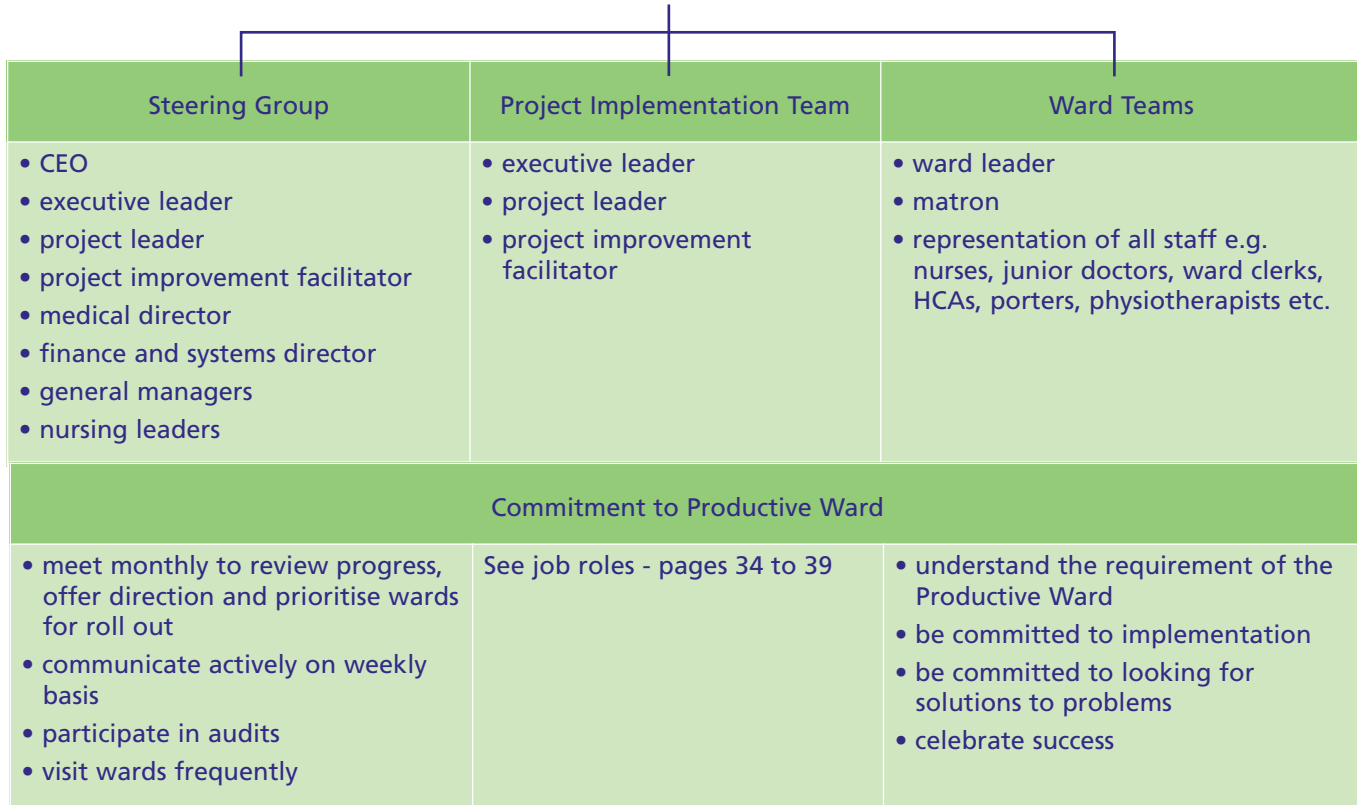 Steering Group
Project Implementation Team
Ward Teams
• CEO
• executive leader
• project leader
• project improvement facilitator
• medical director
• finance and systems director
• general managers
• nursing leaders
• executive leader
• project leader
• project improvement
facilitator
• ward leader
• matron
• representation of all staff e.g.
nurses, junior doctors, ward clerks,
HCAs, porters, physiotherapists etc.
Commitment to Productive Ward
• meet monthly to review progress,
offer direction and prioritise wards
for roll out
• communicate actively on weekly
basis
• participate in audits
• visit wards frequently
See job roles - pages 34 to 39
• understand the requirement of the
Productive Ward
• be committed to implementation
• be committed to looking for
solutions to problems
• celebrate success